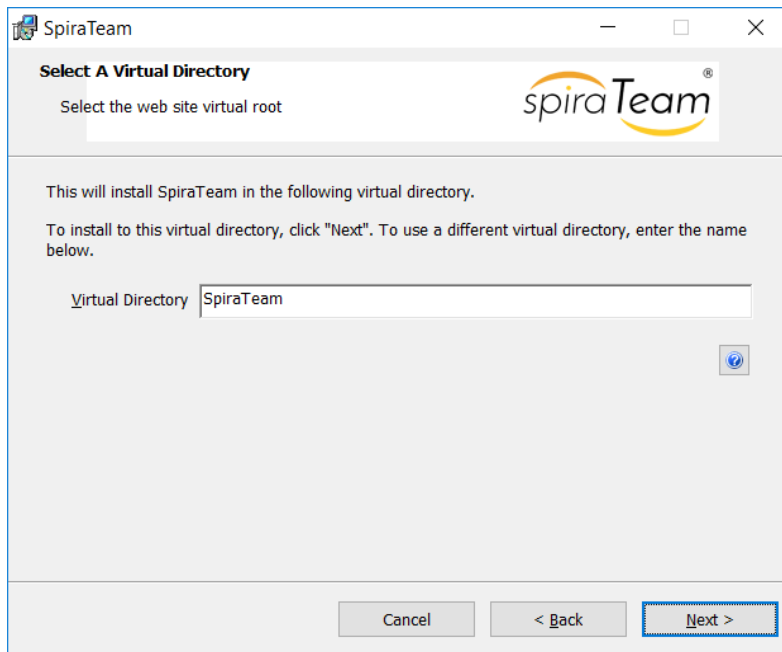 SpiraTeam
Select A Virtual Directory
Select the web site virtual root
spiraTeam®
This will install SpiraTeam in the following virtual directory.
To install to this virtual directory, click "Next". To use a different virtual directory, enter the name
below.
Virtual Directory SpiraTeam
?
Cancel < Back Next >